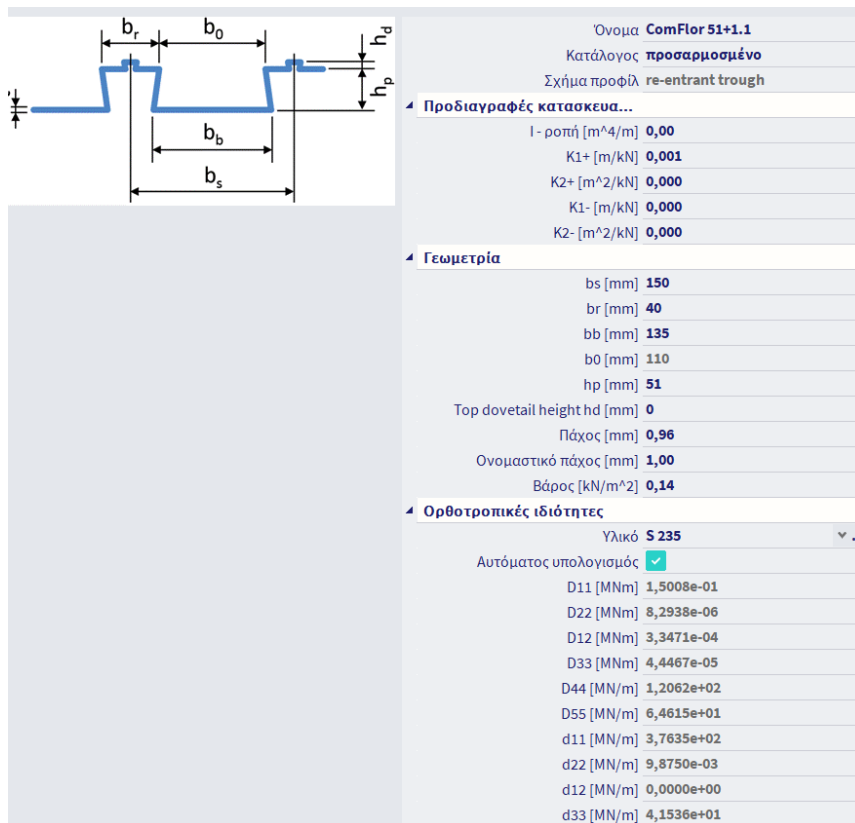 br
b0
hd
hp
bb
bs
Όνομα ComFlor 51+1.1
Κατάλογος προσαρμοσμένο
Σχήμα προφίλ re-entrant trough
Προδιαγραφές κατασκευα...
I - ροπή [m^4/m] 0,00
K1+ [m/kN] 0,001
K2+ [m^2/kN] 0,000
K1- [m/kN] 0,000
K2- [m^2/kN] 0,000
Γεωμετρία
bs [mm] 150
br [mm] 40
bb [mm] 135
b0 [mm] 110
hp [mm] 51
Top dovetail height hd [mm] 0
Πάχος [mm] 0,96
Ονομαστικό πάχος [mm] 1,00
Βάρος [kN/m^2] 0,14
Ορθοτροπικές ιδιότητες
Υλικό S 235
Αυτόματος υπολογισμός
D11 [MNm] 1,5008e-01
D22 [MNm] 8,2938e-06
D12 [MNm] 3,3471e-04
D33 [MNm] 4,4467e-05
D44 [MN/m] 1,2062e+02
D55 [MN/m] 6,4615e+01
d11 [MN/m] 3,7635e+02
d22 [MN/m] 9,8750e-03
d12 [MN/m] 0,0000e+00
d33 [MN/m] 4,1536e+01